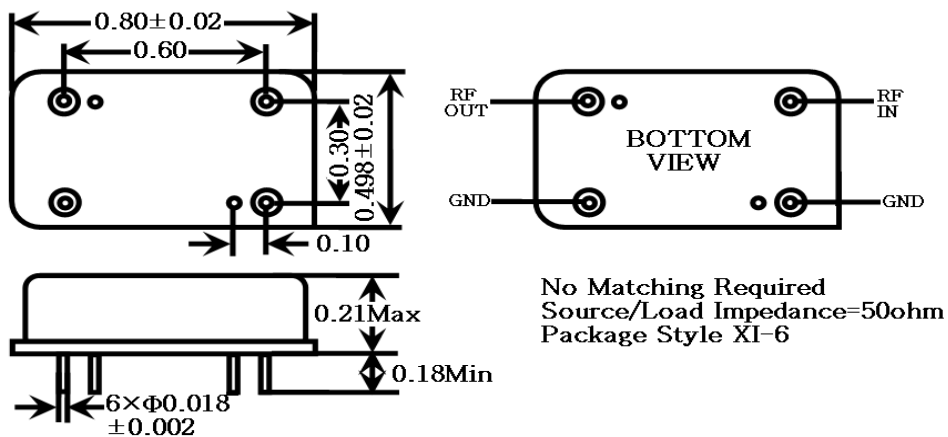 0.80±0.02
0.60
0.30
0.498±0.02
0.10
RF
OUT
RF
IN
BOTTOM
VIEW
GND
GND
0.21Max
0.18Min
6×Φ0.018
±0.002
No Matching Required
Source/Load Impedance=50ohm
Package Style XI-6